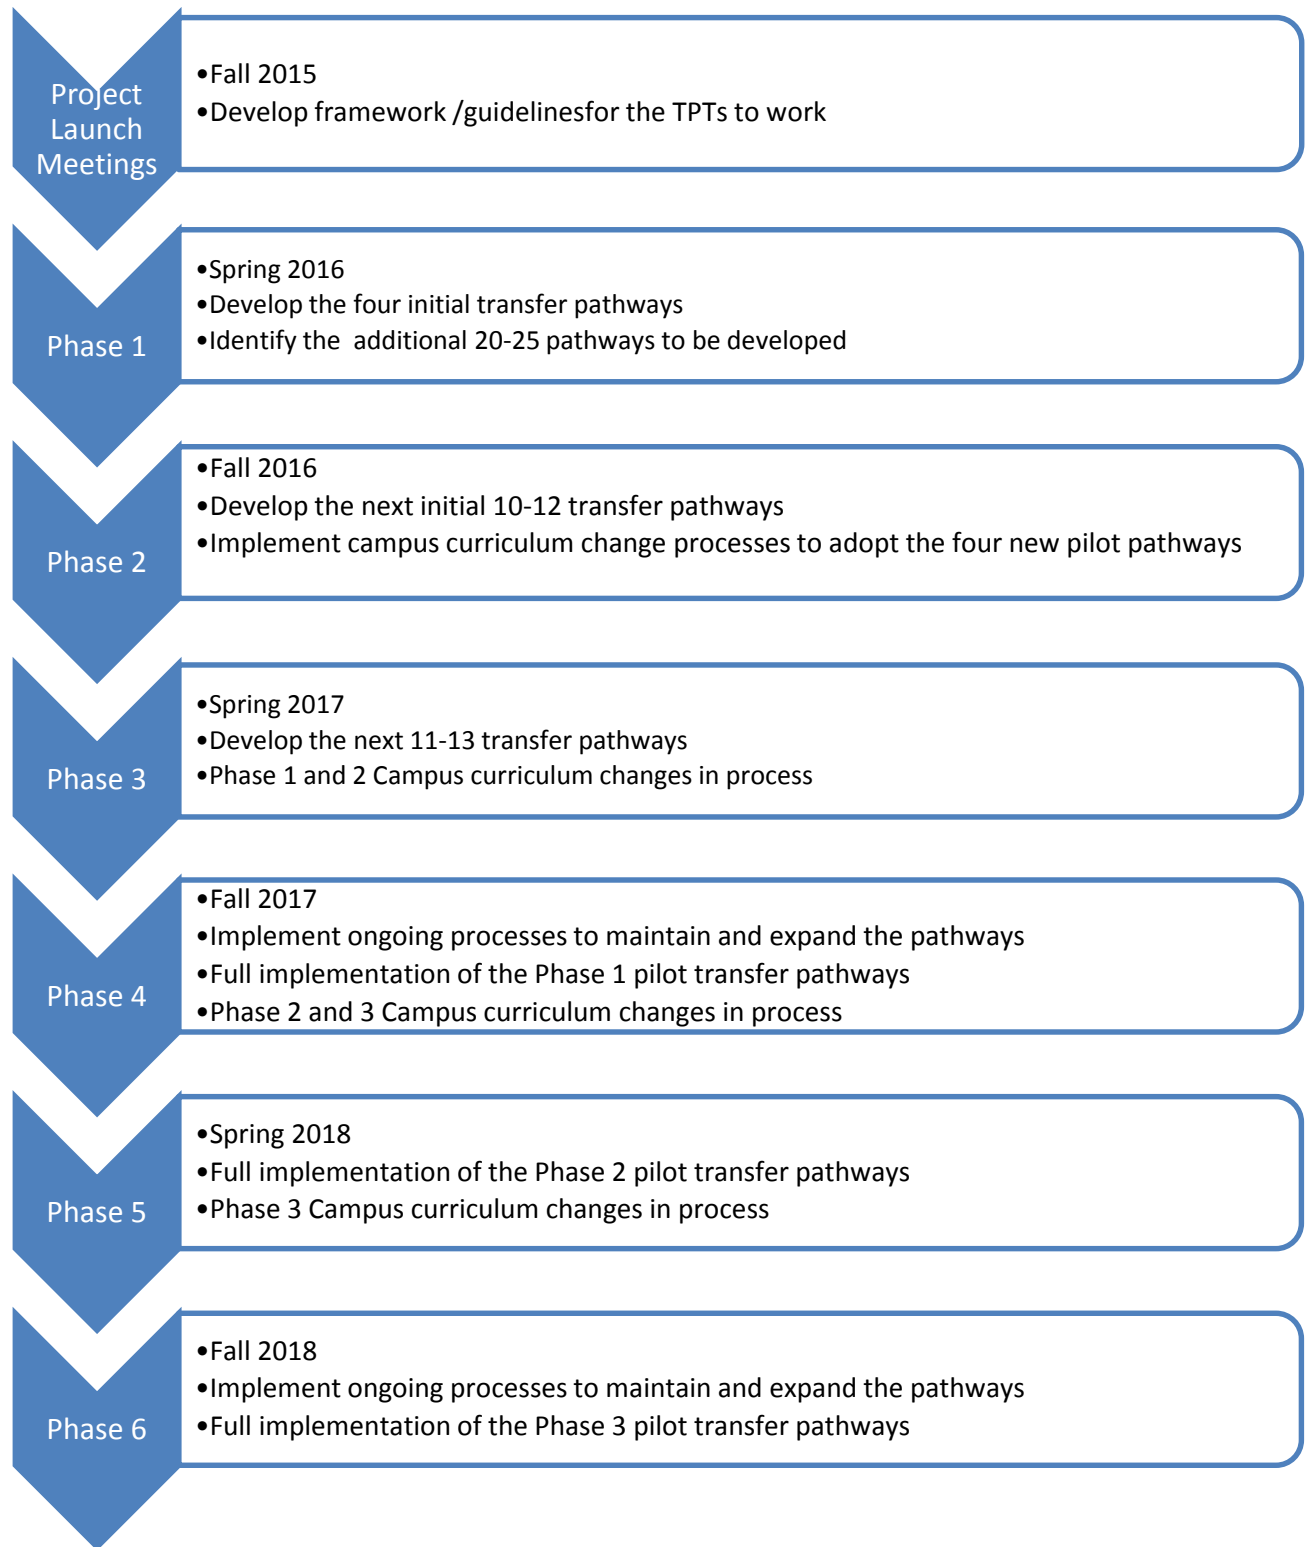 Project
Launch
Meetings
•Fall 2015
•Develop framework /guidelinesfor the TPTs to work
Phase 1
•Spring 2016
•Develop the four initial transfer pathways
•Identify the  additional 20-25 pathways to be developed
Phase 2
•Fall 2016
•Develop the next initial 10-12 transfer pathways
•Implement campus curriculum change processes to adopt the four new pilot pathways
Phase 3
•Spring 2017
•Develop the next 11-13 transfer pathways
•Phase 1 and 2 Campus curriculum changes in process
Phase 4
•Fall 2017
•Implement ongoing processes to maintain and expand the pathways
•Full implementation of the Phase 1 pilot transfer pathways
•Phase 2 and 3 Campus curriculum changes in process
Phase 5
•Spring 2018
•Full implementation of the Phase 2 pilot transfer pathways
•Phase 3 Campus curriculum changes in process
Phase 6
•Fall 2018
•Implement ongoing processes to maintain and expand the pathways
•Full implementation of the Phase 3 pilot transfer pathways